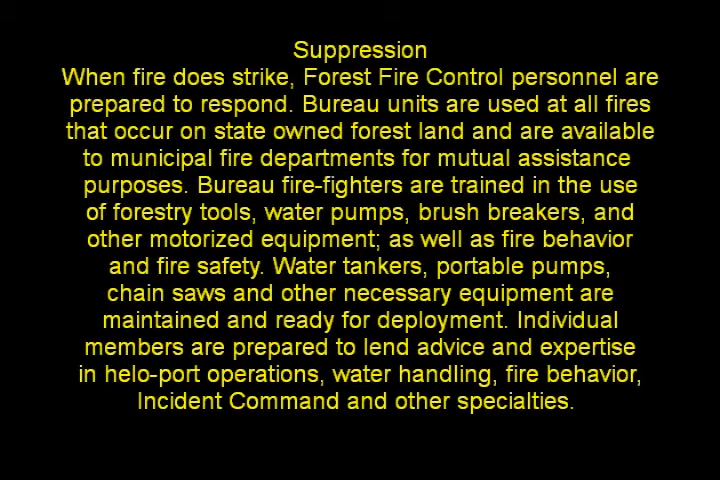 Suppression
When fire does strike, Forest Fire Control personnel are
prepared to respond. Bureau units are used at all fires
that occur on state owned forest land and are available
to municipal fire departments for mutual assistance
purposes. Bureau fire-fighters are trained in the use
of forestry tools, water pumps, brush breakers, and
other motorized equipment; as well as fire behavior
and fire safety. Water tankers, portable pumps,
chain saws and other necessary equipment are
maintained and ready for deployment. Individual
members are prepared to lend advice and expertise
in helo-port operations, water handling, fire behavior,
Incident Command and other specialties.